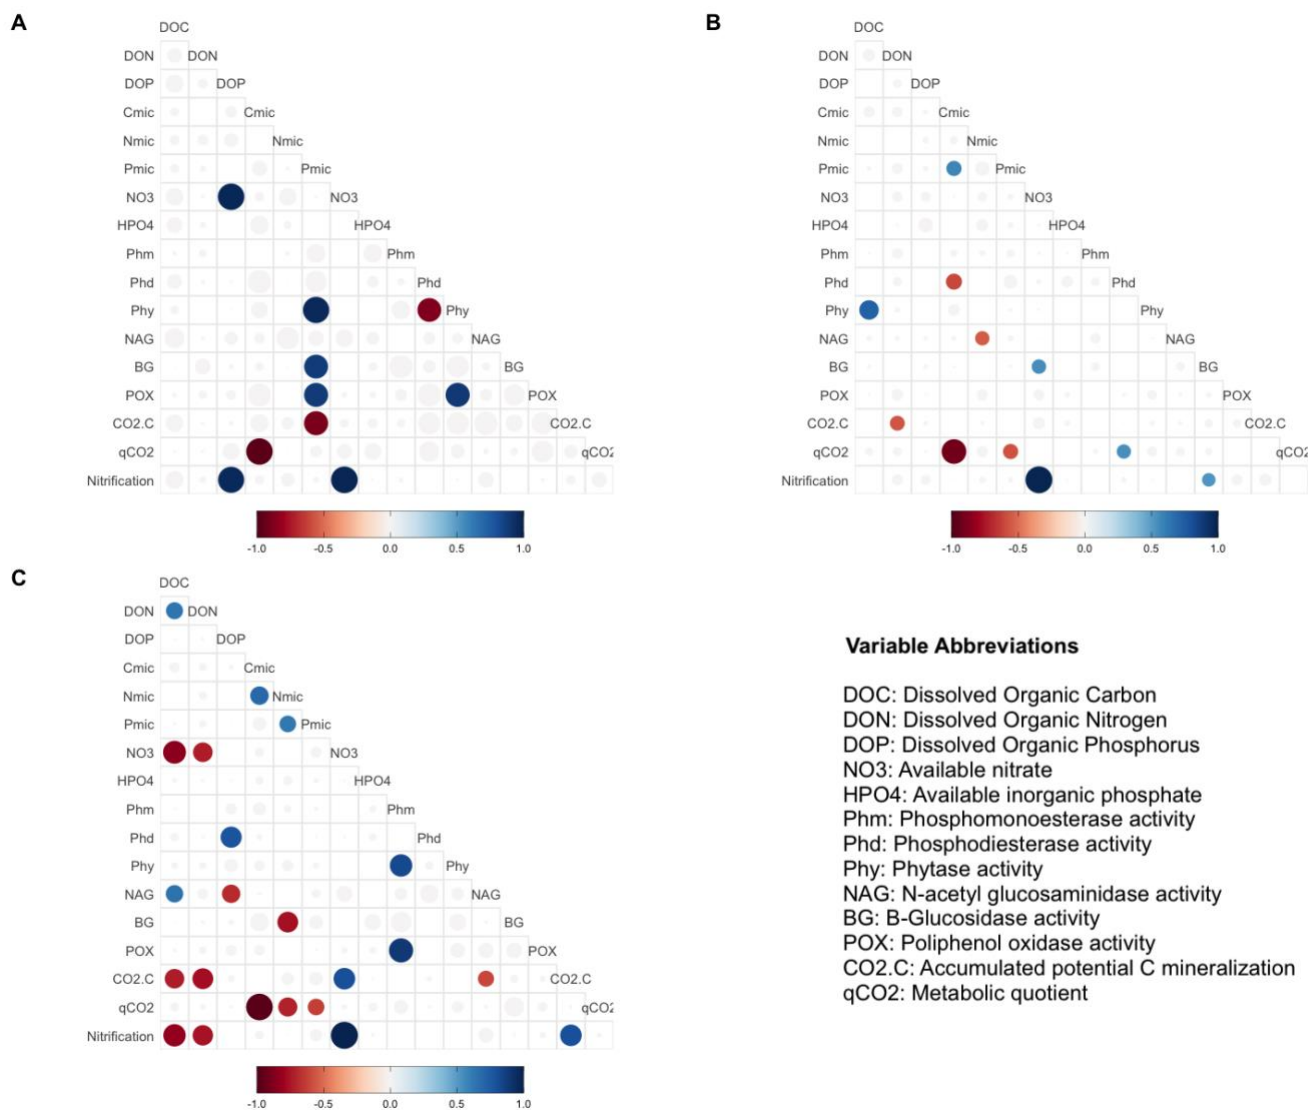 A
DOC
DON DON
DOP DOP
Cmic Cmic
Nmic Nmic
Pmic Pmic
NO3 NO3
HPO4 HPO4
Phm Phm
Phd Phd
Phy Phy
NAG NAG
BG BG
POX POX
CO2.C CO2.C
qCO2 qCO2
Nitrification
-1.0 -0.5 0.0 0.5 1.0
B
DOC
DON DON
DOP DOP
Cmic Cmic
Nmic Nmic
Pmic Pmic
NO3 NO3
HPO4 HPO4
Phm Phm
Phd Phd
Phy Phy
NAG NAG
BG BG
POX POX
CO2.C CO2.C
qCO2 qCO2
Nitrification
-1.0 -0.5 0.0 0.5 1.0
C
DOC
DON DON
DOP DOP
Cmic Cmic
Nmic Nmic
Pmic Pmic
NO3 NO3
HPO4 HPO4
Phm Phm
Phd Phd
Phy Phy
NAG NAG
BG BG
POX POX
CO2.C CO2.C
qCO2 qCO2
Nitrification
-1.0 -0.5 0.0 0.5 1.0
Variable Abbreviations
DOC: Dissolved Organic Carbon
DON: Dissolved Organic Nitrogen
DOP: Dissolved Organic Phosphorus
NO3: Available nitrate
HPO4: Available inorganic phosphate
Phm: Phosphomonoesterase activity
Phd: Phosphodiesterase activity
Phy: Phytase activity
NAG: N-acetyl glucosaminidase activity
BG: B-Glucosidase activity
POX: Poliphenol oxidase activity
CO2.C: Accumulated potential C mineralization
qCO2: Metabolic quotient